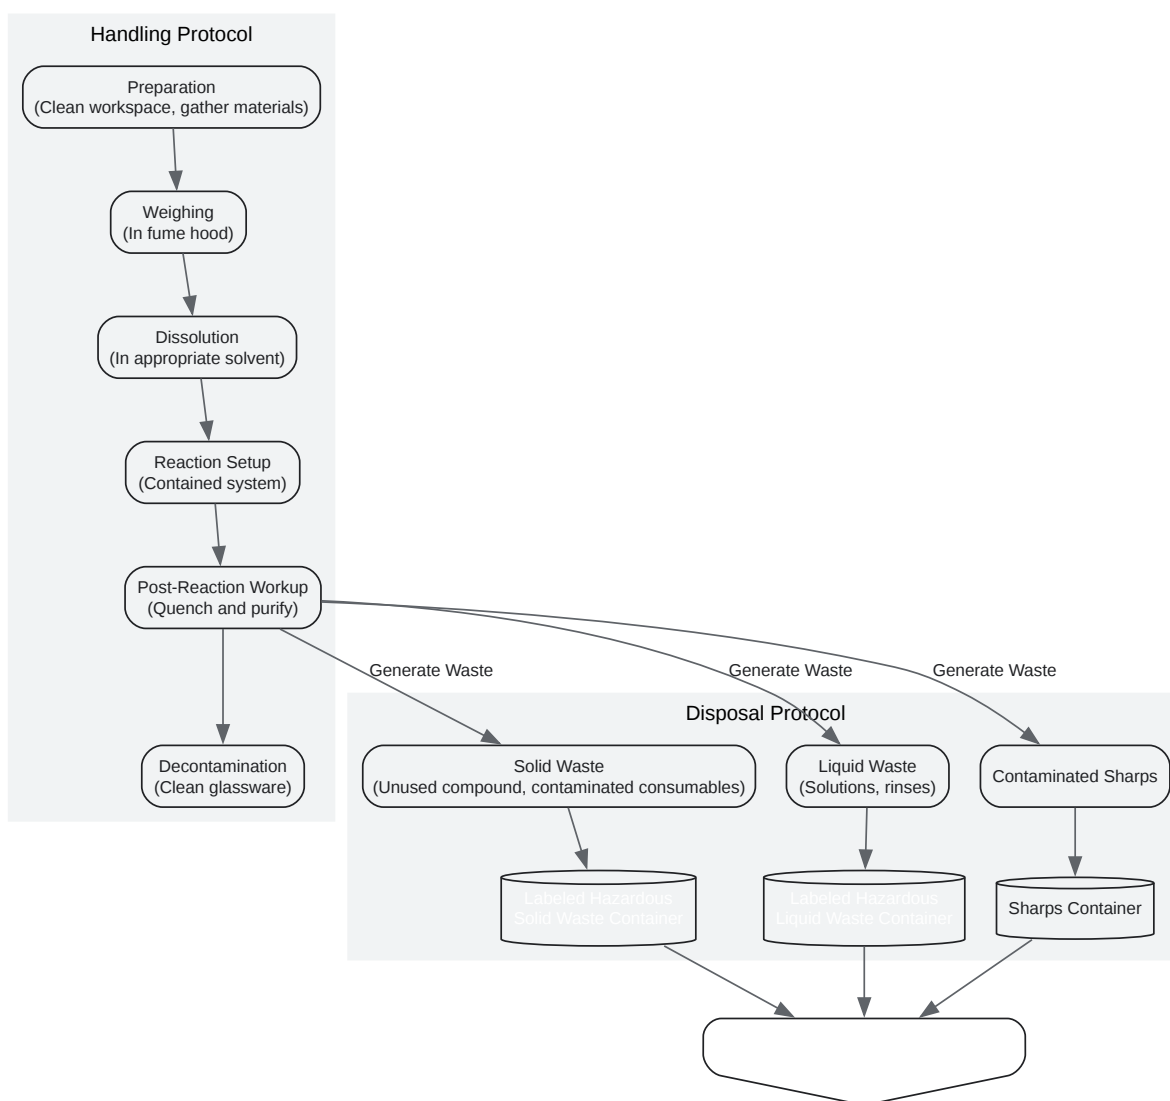 Handling Protocol
Preparation
(Clean workspace, gather materials)
Weighing
(In fume hood)
Dissolution
(In appropriate solvent)
Reaction Setup
(Contained system)
Post-Reaction Workup
(Quench and purify)
Generate Waste
Generate Waste
Generate Waste
Disposal Protocol
Decontamination
(Clean glassware)
Solid Waste
(Unused compound, contaminated consumables)
Liquid Waste
(Solutions, rinses)
Contaminated Sharps
Labeled Hazardous
Solid Waste Container
Labeled Hazardous
Liquid Waste Container
Sharps Container